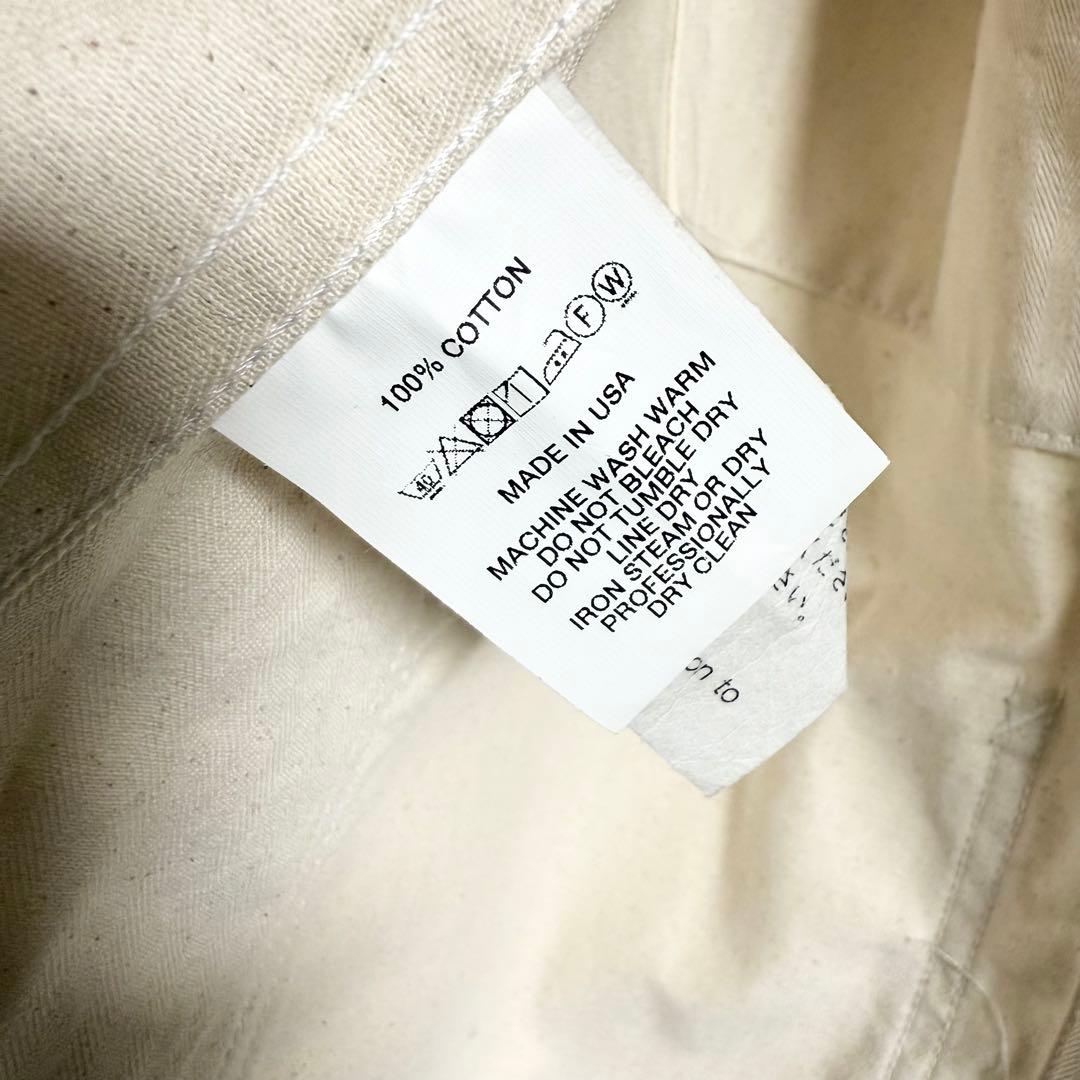 100% COTTON
40 F W
MADE IN USA
MACHINE WASH WARM
DO NOT BLEACH
DO NOT TUMBLE DRY
LINE DRY
IRON STEAM OR DRY
PROFESSIONALLY
DRY CLEAN
to